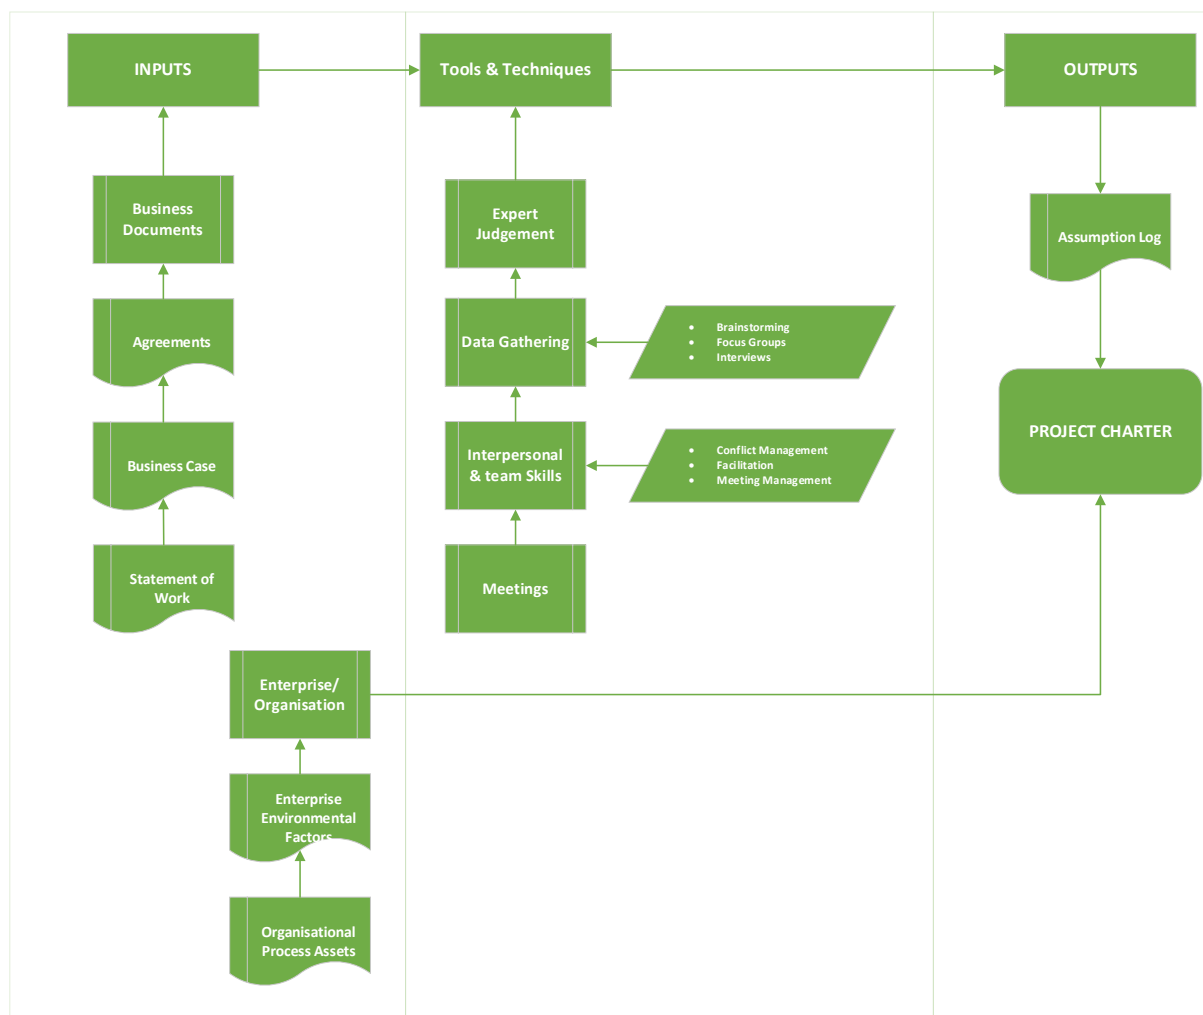 INPUTS
Tools & Techniques
OUTPUTS
Business
Documents
Agreements
Business Case
Statement of
Work
Enterprise/
Organisation
Enterprise
Environmental
Factors
Organisational
Process Assets
Expert
Judgement
Data Gathering
• Brainstorming
• Focus Groups
• Interviews
Interpersonal
& team Skills
• Conflict Management
• Facilitation
• Meeting Management
Meetings
Assumption Log
PROJECT CHARTER